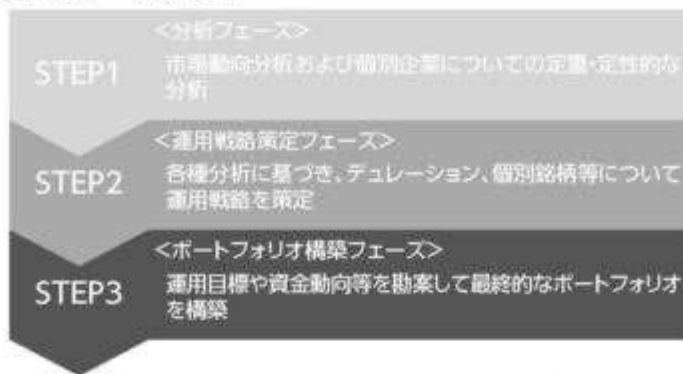 STEP1
<分析フェーズ>
市場動向分析および個別企業についての定量・定性的な
分析
STEP2
<運用戦略策定フェーズ>
各種分析に基づき、デュレーション、個別銘柄等について
運用戦略を策定
STEP3
<ポートフォリオ構築フェーズ>
運用目標や資金動向等を勘案して最終的なポートフォリオ
を構築